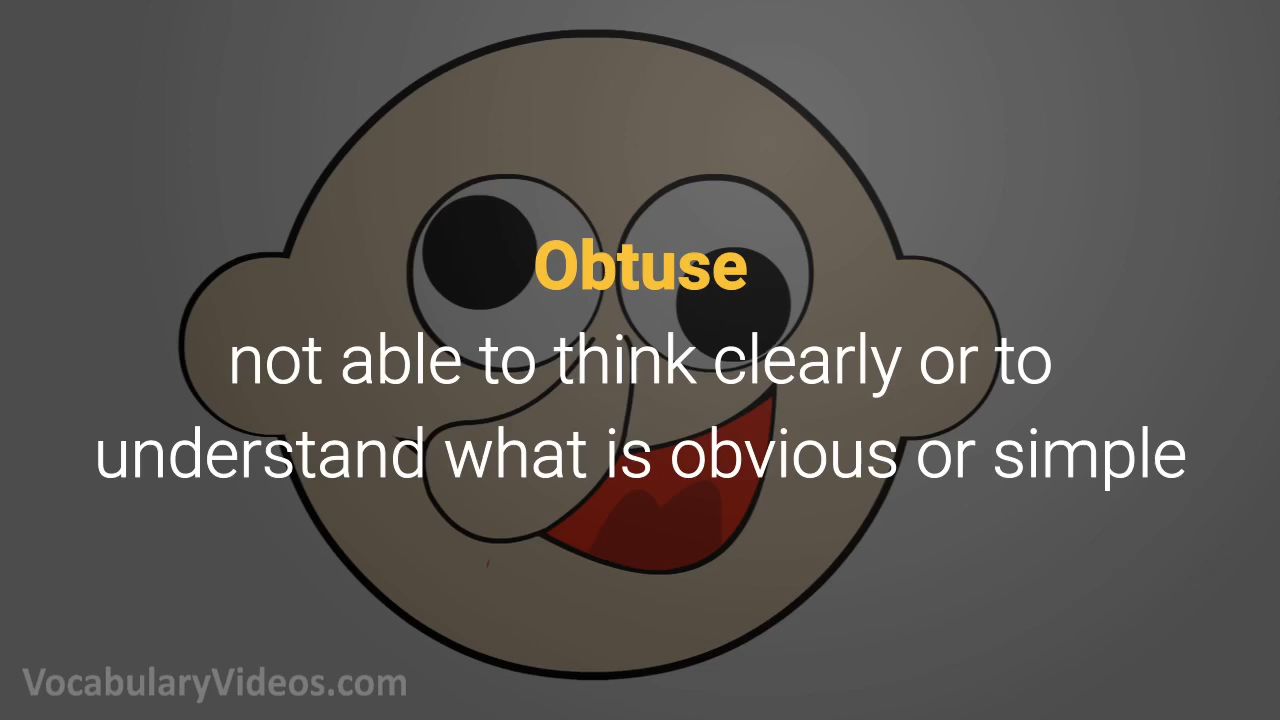 Obtuse
not able to think clearly or to
understand what is obvious or simple
VocabularyVideos.com